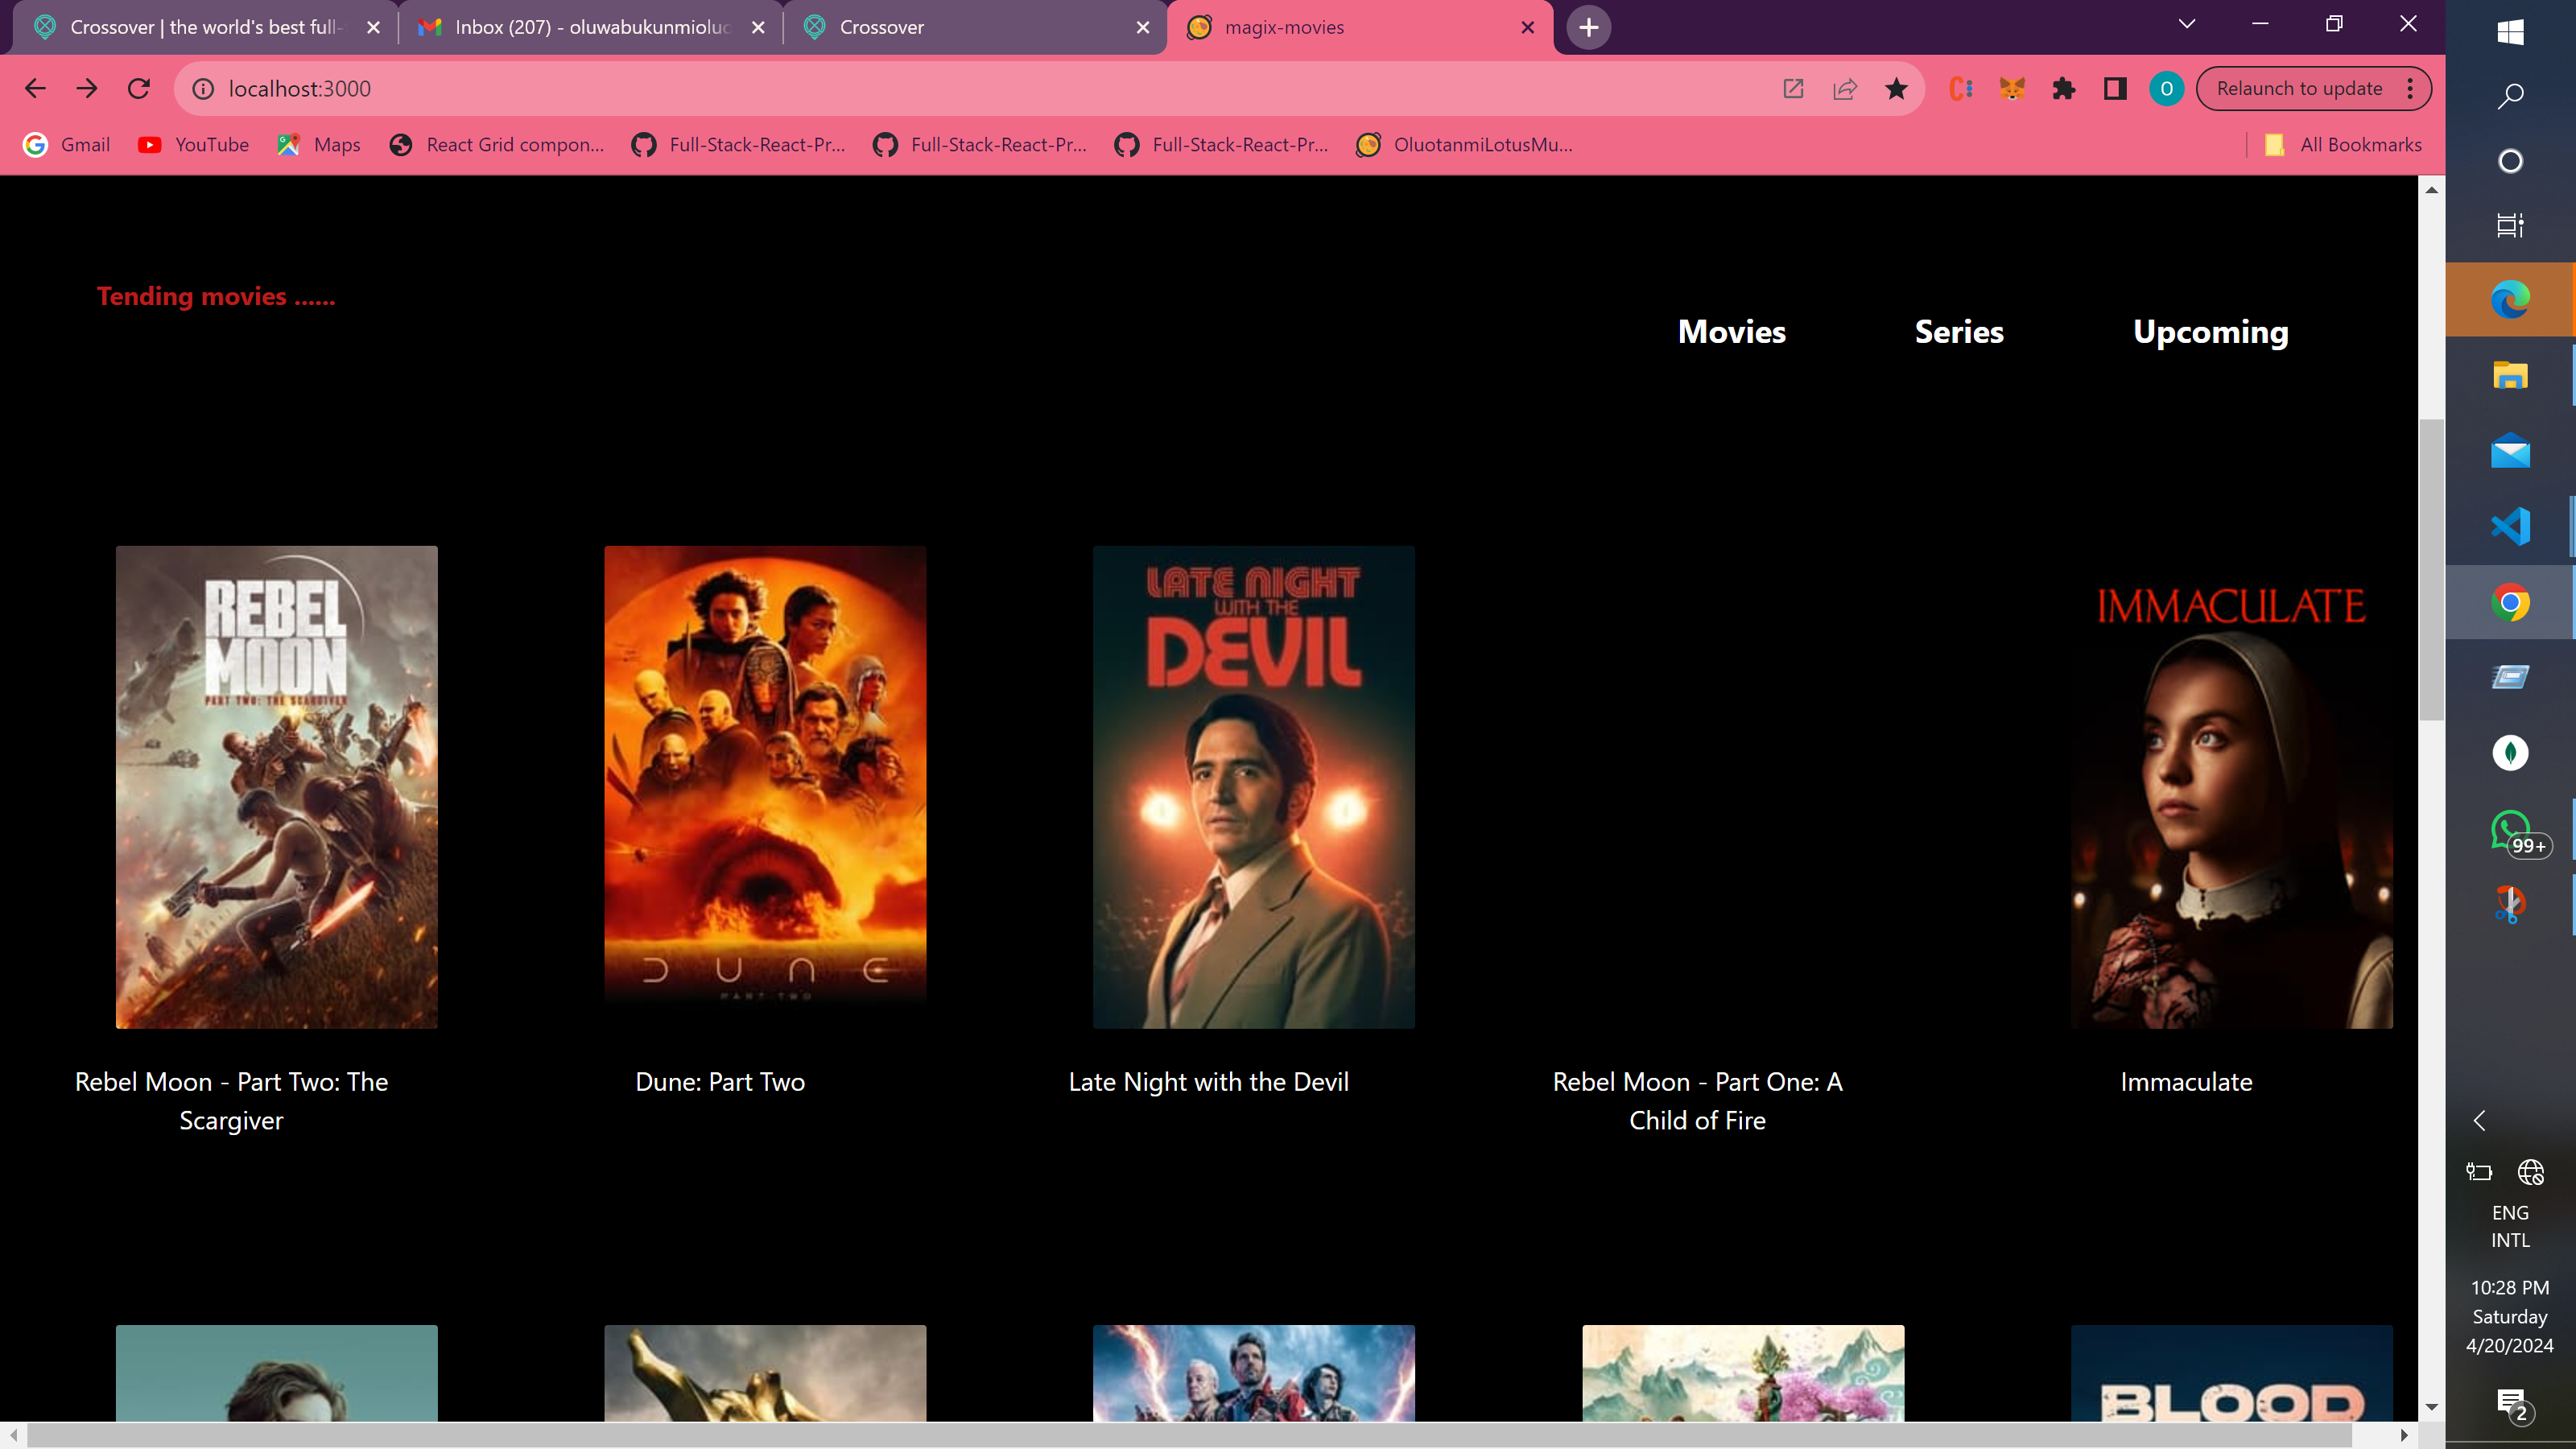 Crossover | the world's best full-
Inbox (207) - oluwabukunmioluo
Crossover
magix-movies
localhost:3000
O
Relaunch to update
Gmail
YouTube
Maps
React Grid compon...
Full-Stack-React-Pr...
Full-Stack-React-Pr...
Full-Stack-React-Pr...
OluotanmiLotusMu...
All Bookmarks
Tending movies ......
Movies
Series
Upcoming
REBEL
MOON
PART TWO: THE SCARGIVER
DUNE
PART TWO
LATE NIGHT
WITH THE
DEVIL
IMMACULATE
Rebel Moon - Part Two: The
Scargiver
Dune: Part Two
Late Night with the Devil
Rebel Moon - Part One: A
Child of Fire
Immaculate
BLOOD
99+
ENG
INTL
10:28 PM
Saturday
4/20/2024
2